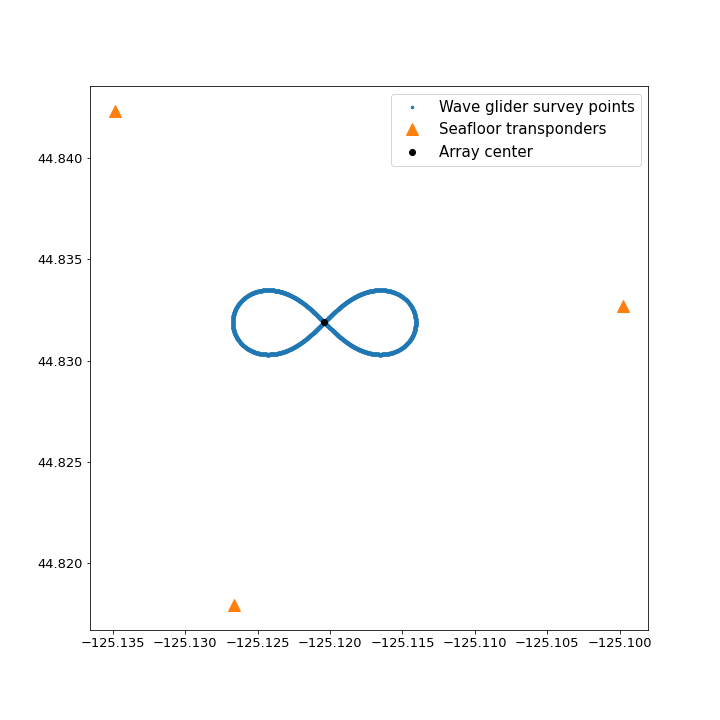 Wave glider survey points
Seafloor transponders
Array center
44.840
44.835
44.830
44.825
44.820
−125.135 −125.130 −125.125 −125.120 −125.115 −125.110 −125.105 −125.100